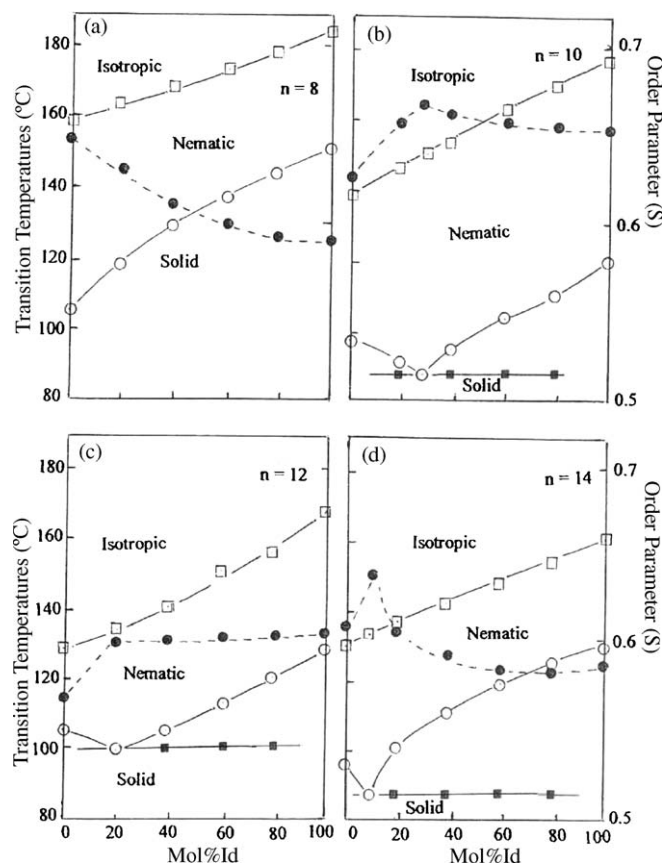 (a)
Isotropic
n = 8
Nematic
Solid
180
160
140
120
100
80
Transition Temperatures (ºC)
(b)
Isotropic
n = 10
Nematic
Solid
0.7
0.6
0.5
Order Parameter (S)
(c)
n = 12
Isotropic
Nematic
Solid
180
160
140
120
100
80
Transition Temperatures (ºC)
0 20 40 60 80 100
Mol%Id
(d)
n = 14
Isotropic
Nematic
Solid
0.7
0.6
0.5
Order Parameter (S)
0 20 40 60 80 100
Mol%Id